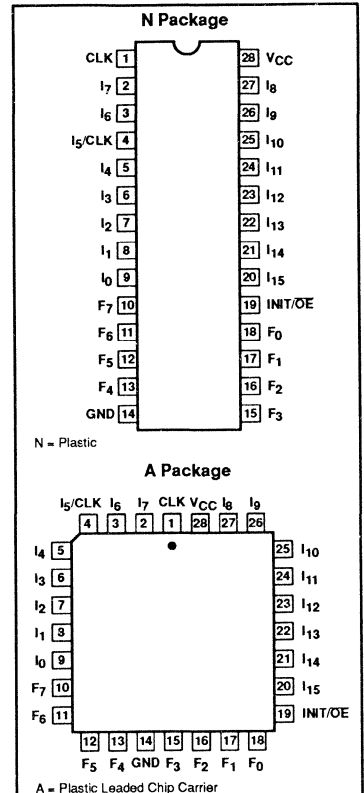 N Package
CLK 1 28 VCC
I7 2 27 I8
I6 3 26 I9
I5/CLK 4 25 I10
I4 5 24 I11
I3 6 23 I12
I2 7 22 I13
I1 8 21 I14
I0 9 20 I15
F7 10 19 INIT/O̅E̅
F6 11 18 F0
F5 12 17 F1
F4 13 16 F2
GND 14 15 F3
N = Plastic
A Package
I5/CLK I6 I7 CLK VCC I8 I9
4 3 2 1 28 27 26
I4 5 25 I10
I3 6 24 I11
I2 7 23 I12
I1 8 22 I13
I0 9 21 I14
F7 10 20 I15
F6 11 19 INIT/O̅E̅
12 13 14 15 16 17 18
F5 F4 GND F3 F2 F1 F0
A = Plastic Leaded Chip Carrier